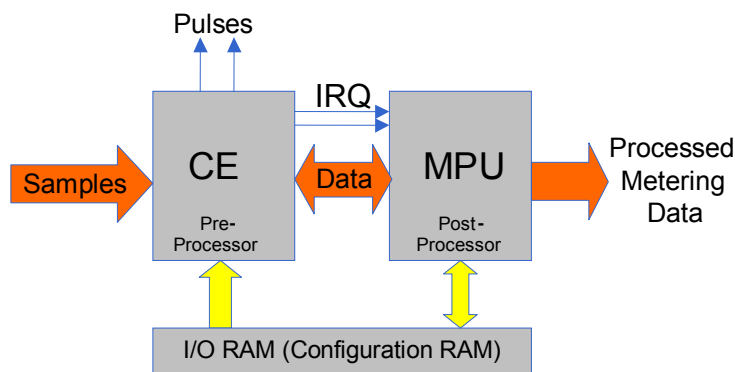 Pulses
IRQ
CE
MPU
Samples
Data
Processed
Metering
Data
Pre-
Processor
Post-
Processor
I/O RAM (Configuration RAM)